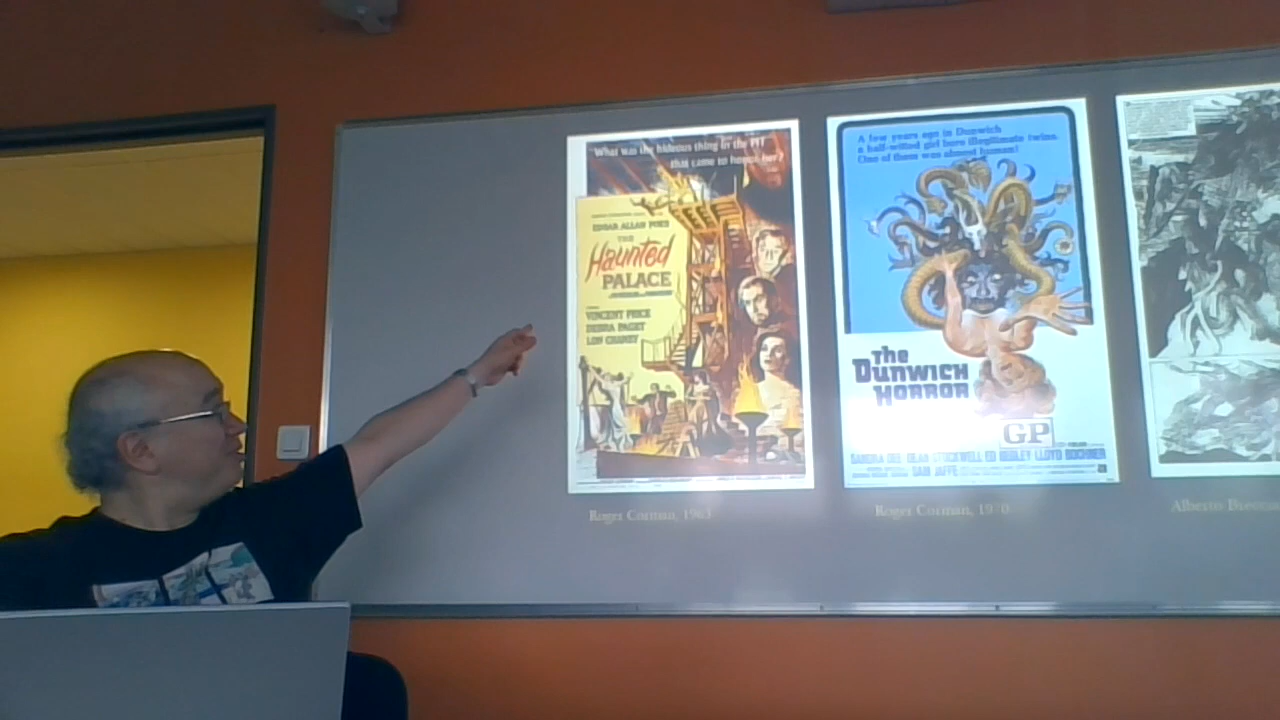 What was the hideous thing in the PIT
that came to honor her?
EDGAR ALLAN POE'S
THE
Haunted
PALACE
VINCENT PRICE
DEBRA PAGET
LON CHANEY
Roger Corman, 1963
A few years ago in Dunwich
a half-witted girl bore illegitimate twins.
One of them was almost human!
The
Dunwich
Horror
GP
SANDRA DEE DEAN STOCKWELL ED BEGLEY LLOYD BOCHNER
SAM JAFFE
Roger Corman, 1970
Alberto